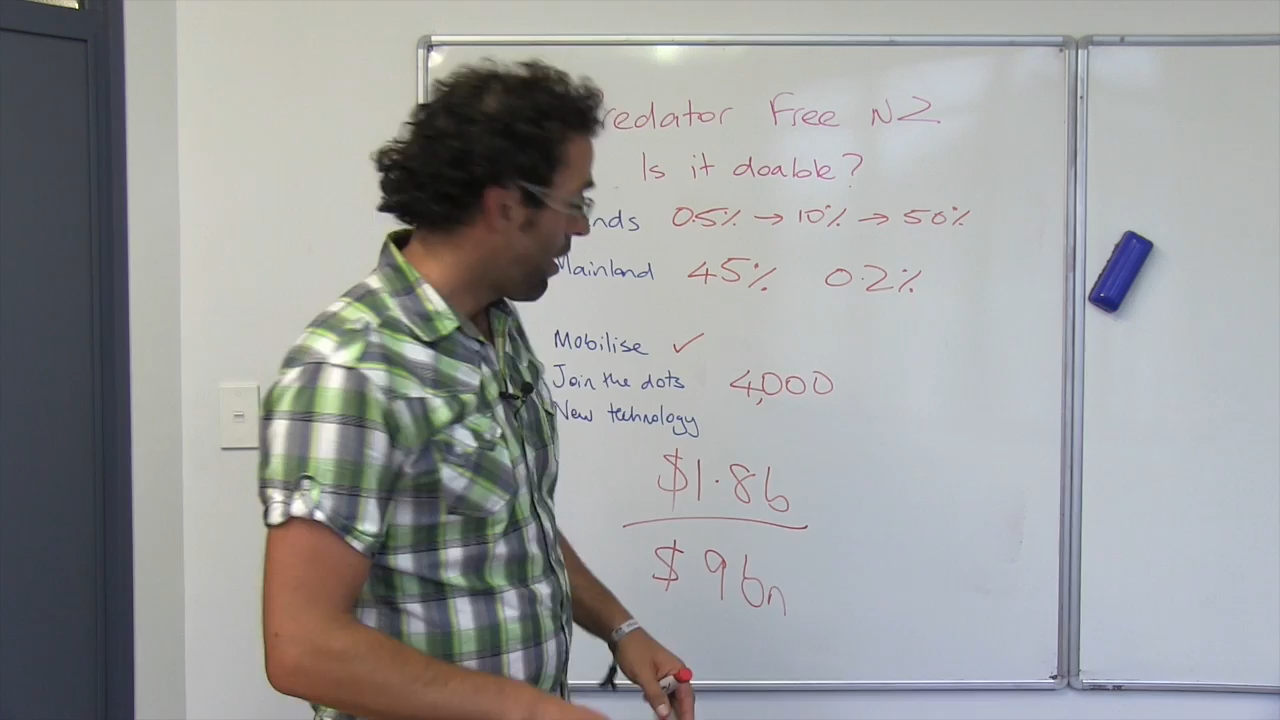 redator Free NZ
Is it doable?
nds 0.5% → 10% → 50%
Mainland 45% 0.2%
Mobilise ✓
Join the dots 4,000
New technology
$1.8b
$9bn